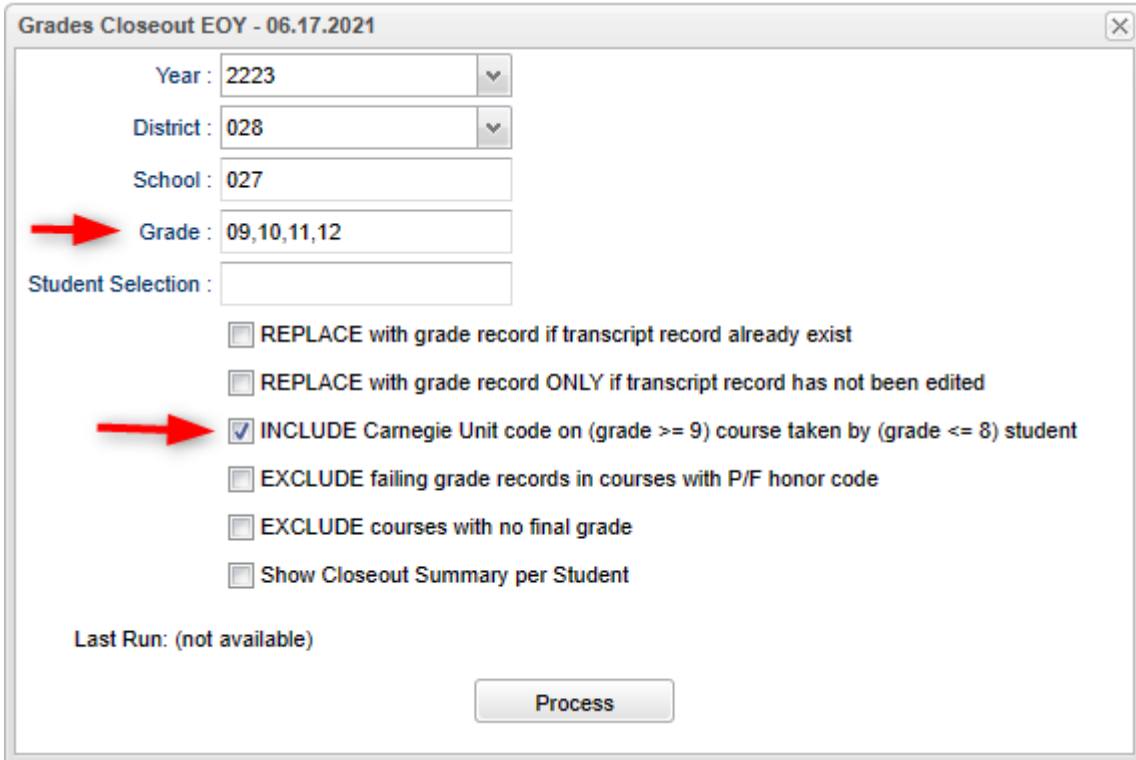 Grades Closeout EOY - 06.17.2021
Year : 2223
District : 028
School : 027
Grade : 09,10,11,12
Student Selection :
REPLACE with grade record if transcript record already exist
REPLACE with grade record ONLY if transcript record has not been edited
INCLUDE Carnegie Unit code on (grade >= 9) course taken by (grade <= 8) student
EXCLUDE failing grade records in courses with P/F honor code
EXCLUDE courses with no final grade
Show Closeout Summary per Student
Last Run: (not available)
Process